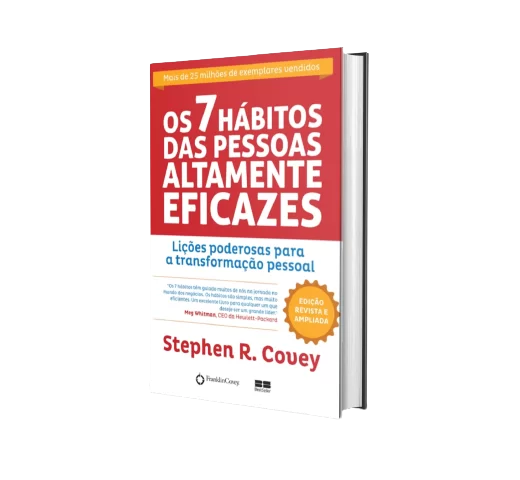 Mais de 25 milhões de exemplares vendidos
OS 7 HÁBITOS
DAS PESSOAS
ALTAMENTE
EFICAZES
Lições poderosas para
a transformação pessoal
"Os 7 hábitos têm guiado muitos de nós na jornada no
mundo dos negócios. Os hábitos são simples, mas muito
eficientes. Um excelente livro para qualquer um que
deseje ser um grande líder."
Meg Whitman, CEO da Hewlett-Packard
EDIÇÃO
REVISTA E
AMPLIADA
Stephen R. Covey
FranklinCovey
BestSeller